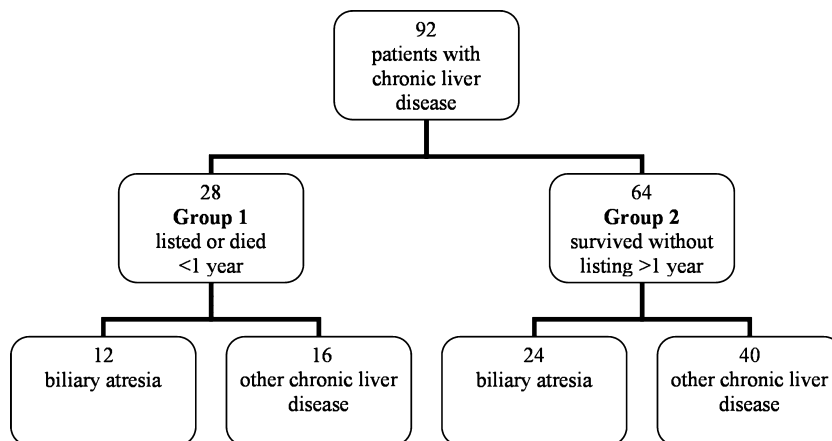 92
patients with
chronic liver
disease
28
Group 1
listed or died
<1 year
64
Group 2
survived without
listing >1 year
12
biliary atresia
16
other chronic liver
disease
24
biliary atresia
40
other chronic liver
disease